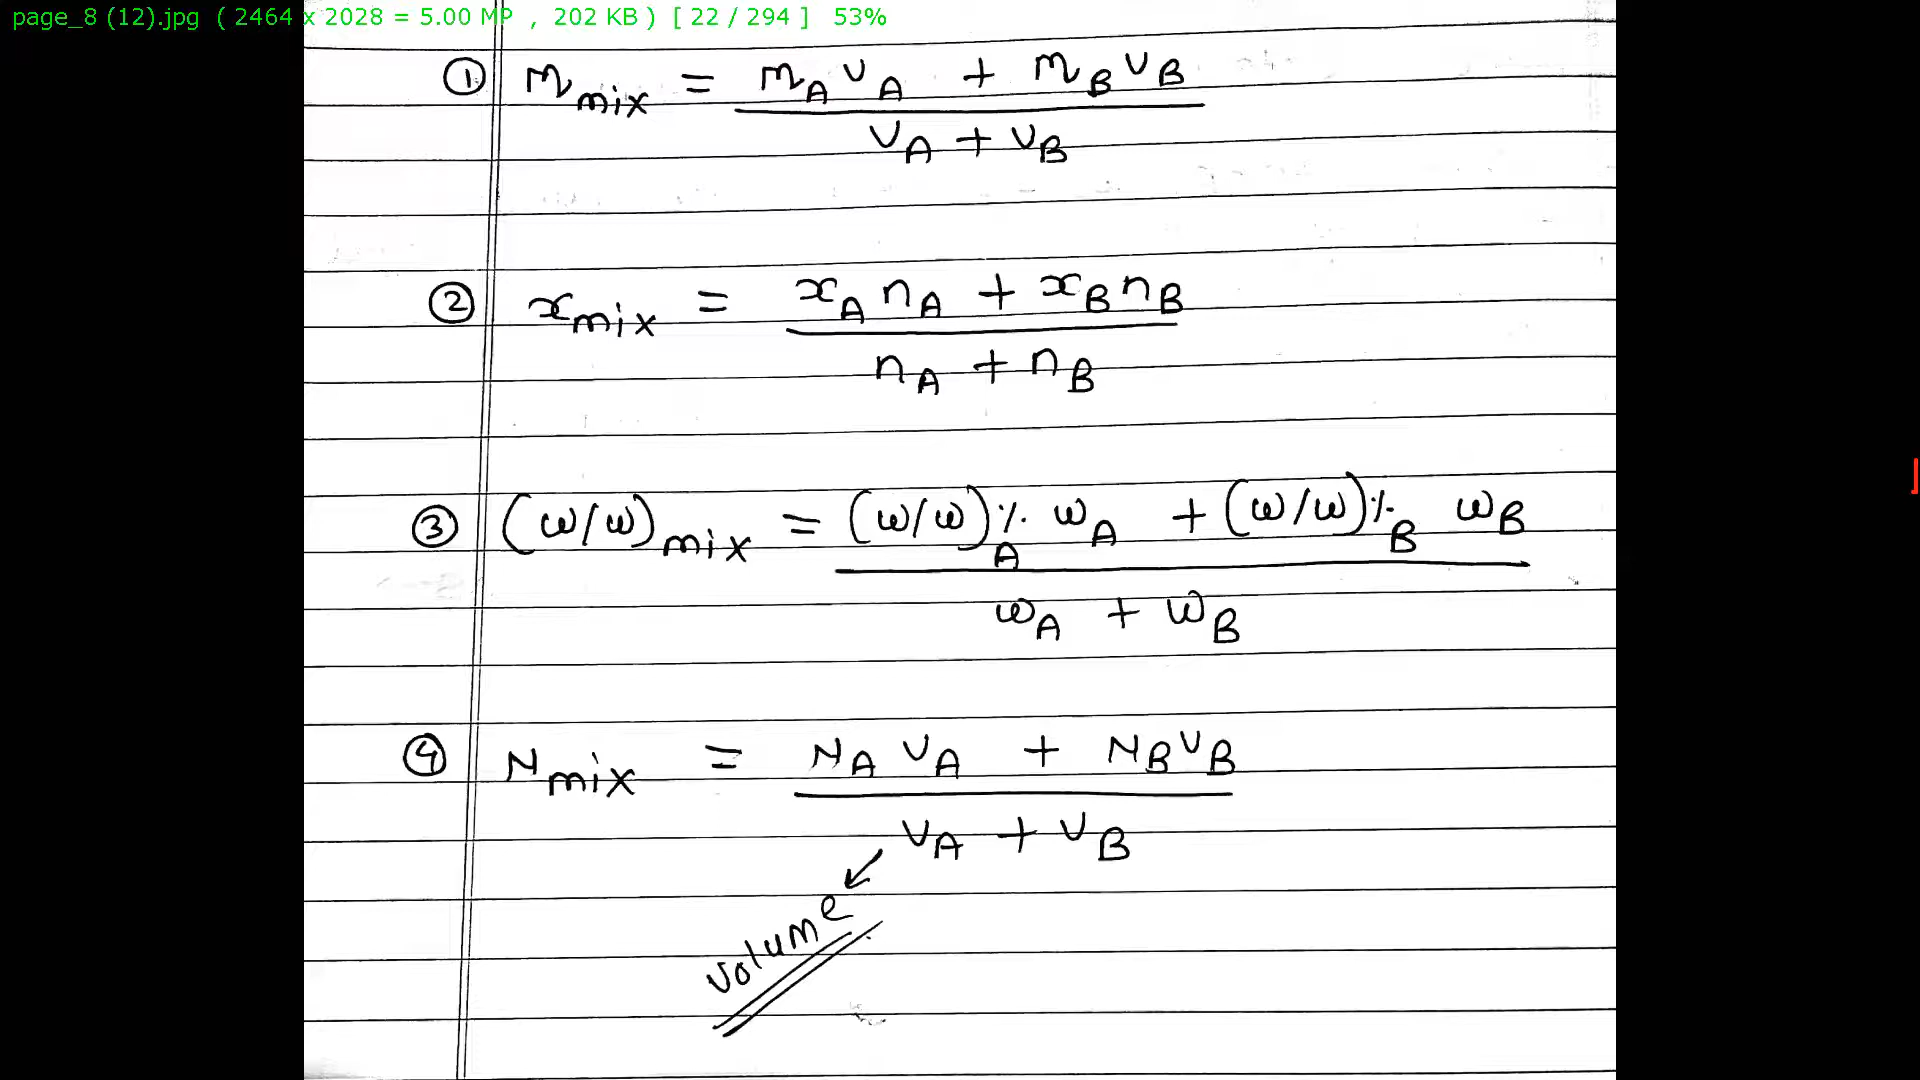 page_8 (12).jpg ( 2464 x 2028 = 5.00 MP , 202 KB ) [ 22 / 294 ] 53%
① M_mix = (M_A V_A + M_B V_B) / (V_A + V_B)
② x_mix = (x_A n_A + x_B n_B) / (n_A + n_B)
③ (w/w)_mix = ((w/w)%_A w_A + (w/w)%_B w_B) / (w_A + w_B)
④ N_mix = (N_A V_A + N_B V_B) / (V_A + V_B)
volume